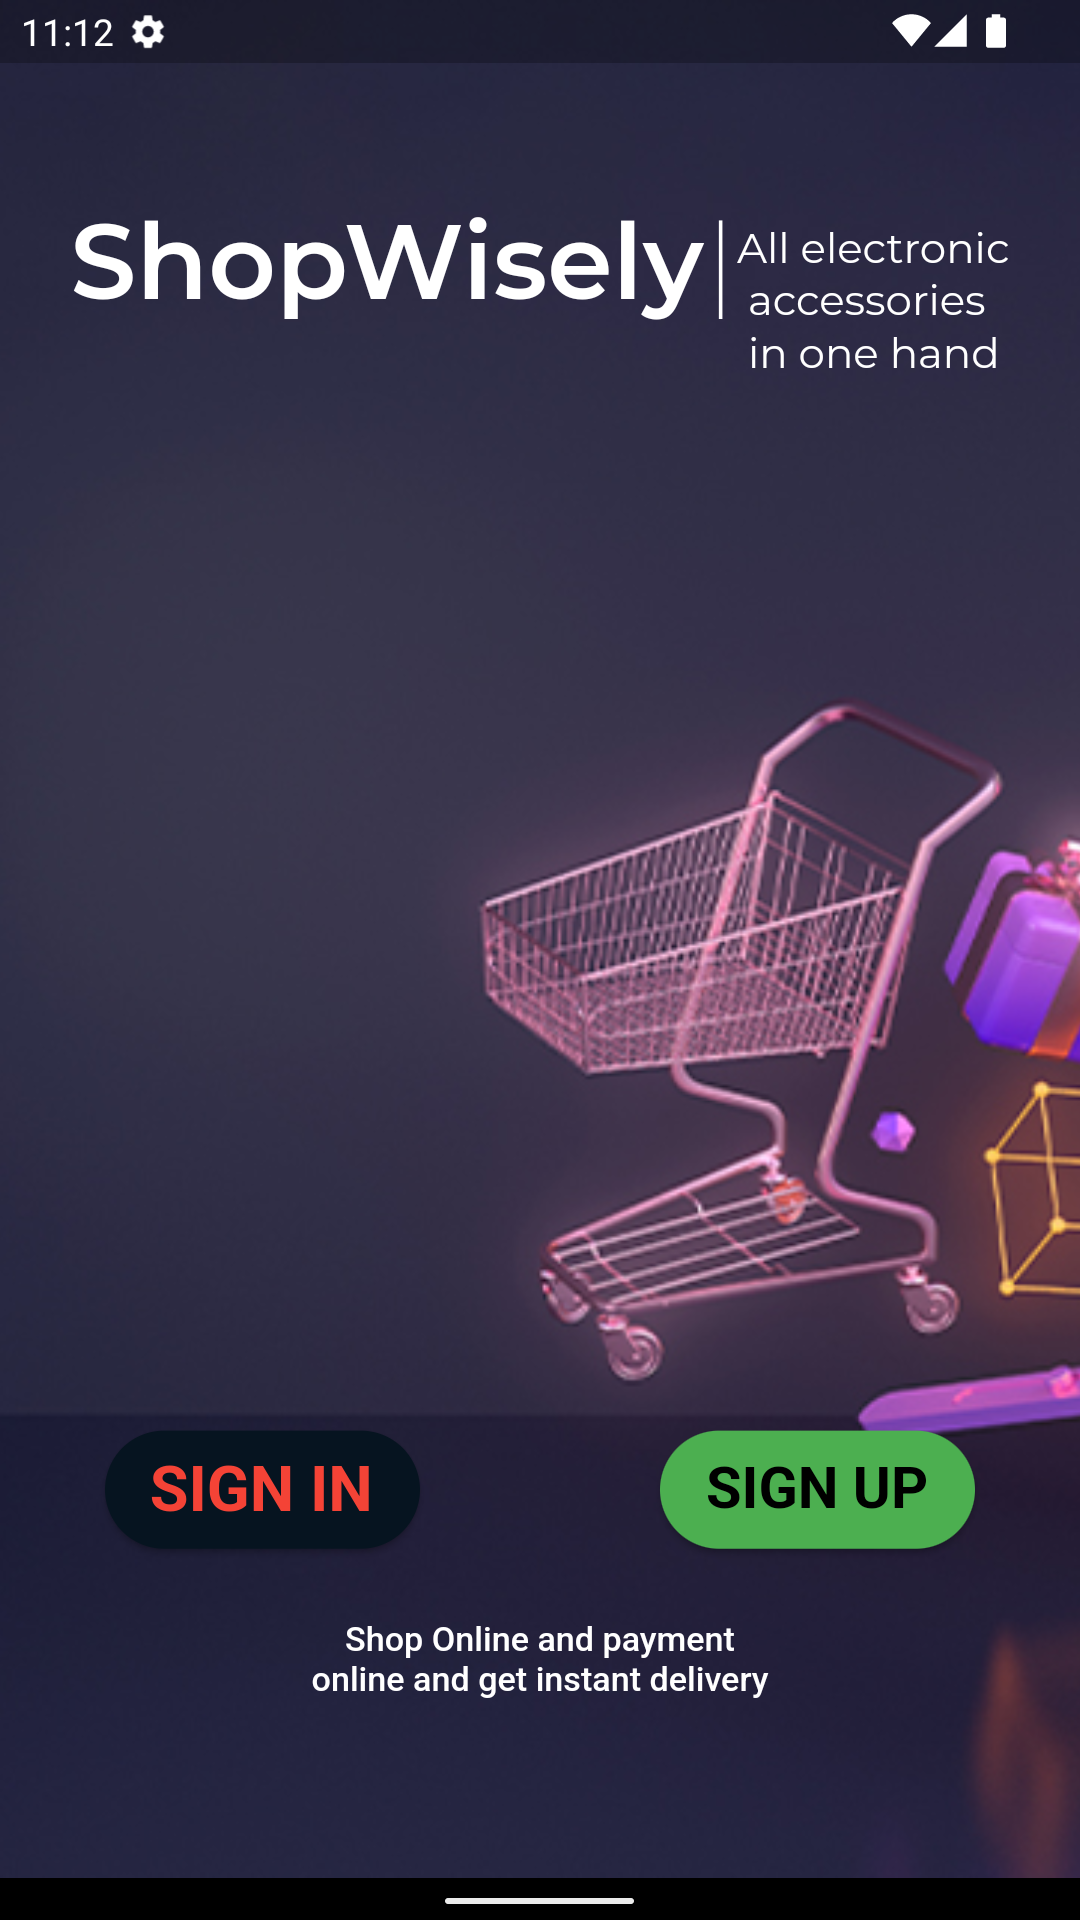 11:12
ShopWisely
All electronic
accessories
in one hand
SIGN IN
SIGN UP
Shop Online and payment
online and get instant delivery